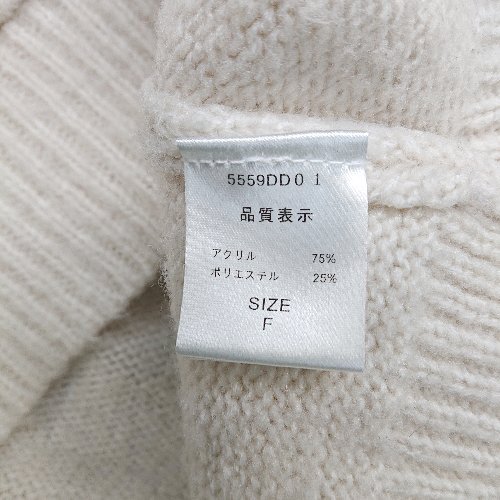 5559DD0 1
品質表示
アクリル 75%
ポリエステル 25%
SIZE
F